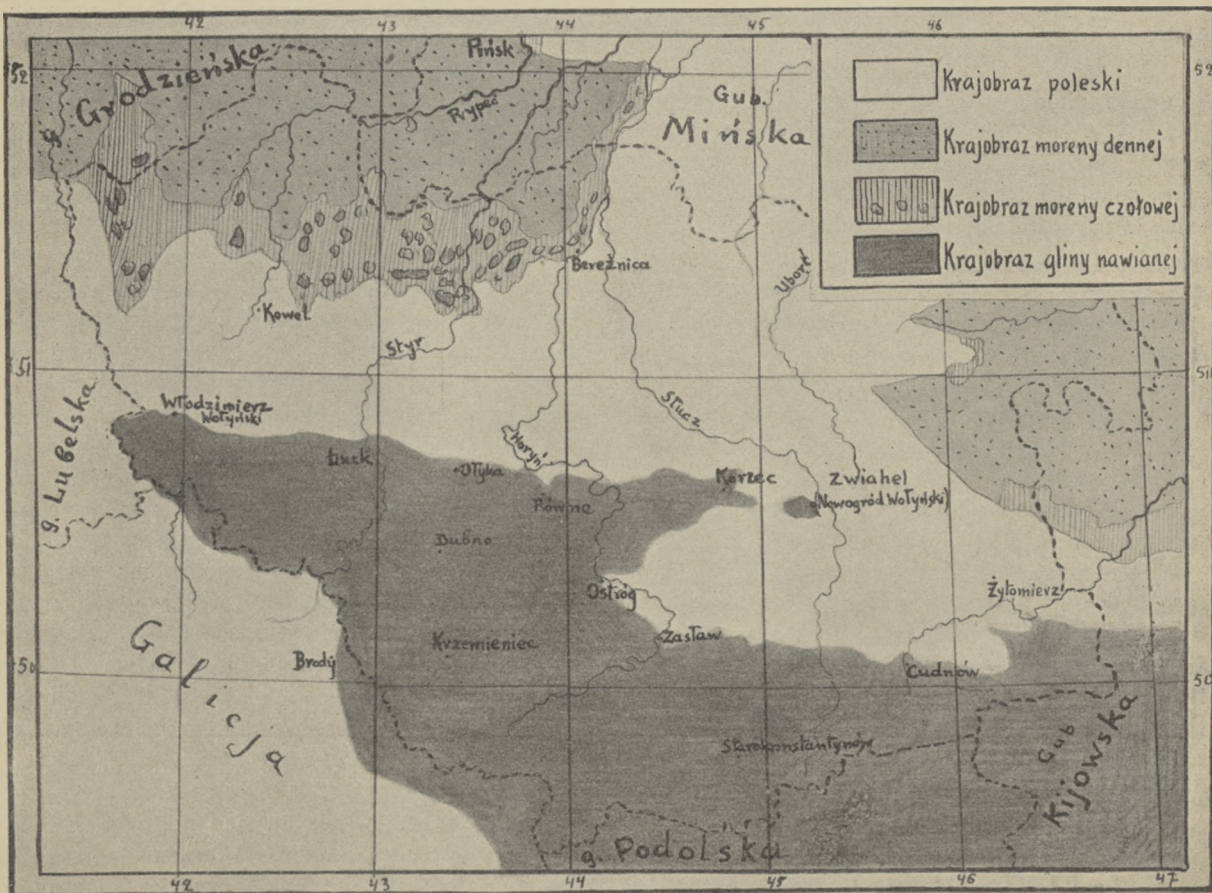 42 43 44 45 46
52 52
g. Grodzieńska
Pińsk
Prypeć
Gub.
Mińska
Krajobraz poleski
Krajobraz moreny dennej
Krajobraz moreny czołowej
Krajobraz gliny nawianej
Bereźnica
Uborć
Kowel
Styr
51 51
g. Lubelska
Włodzimierz
Wołyński
Słucz
Horyń
Łuck
Ołyka
Korzec
Zwiahel
(Nowogród Wołyński)
Równe
Dubno
Ostróg
Żyłomierz
Zasław
Krzemieniec
Galicja
Brody
50 50
Cudnów
Starokonstantynów
Gub
Kijowska
g. Podolska
42 43 44 45 46 47